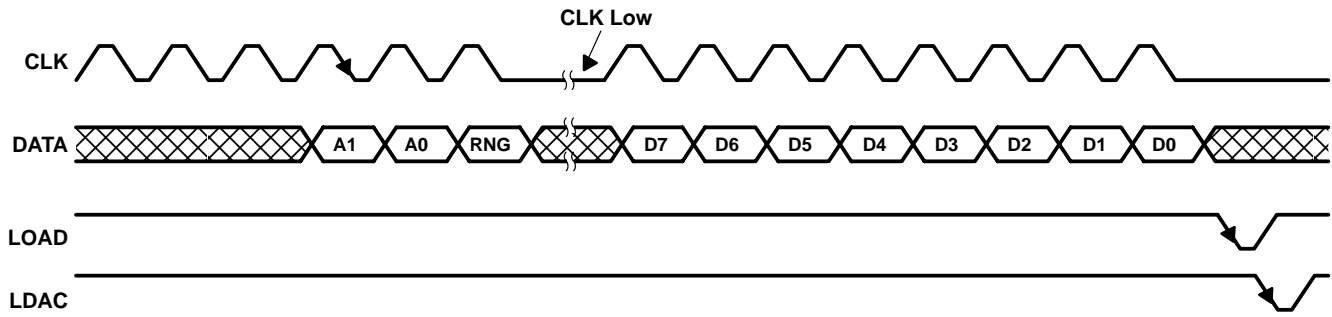 CLK Low
CLK
DATA A1 A0 RNG D7 D6 D5 D4 D3 D2 D1 D0
LOAD
LDAC